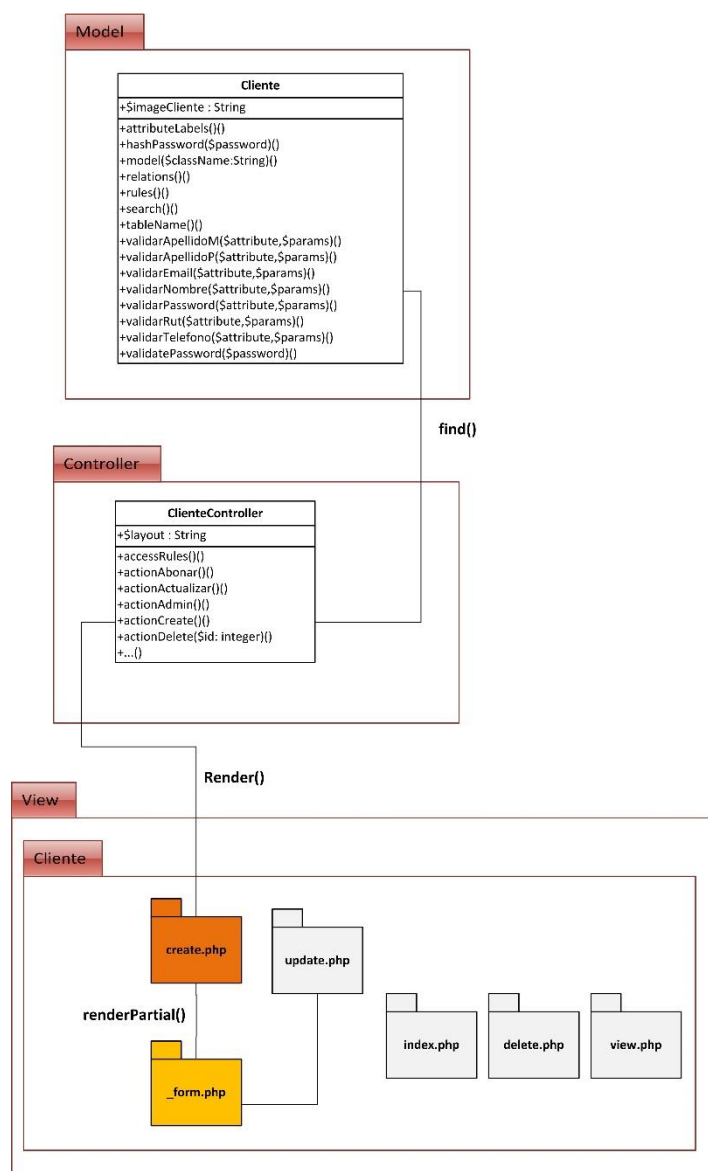 Model
Cliente
+$imageCliente : String
+attributeLabels()()
+hashPassword($password)()
+model($className:String)()
+relations()()
+rules()()
+search()()
+tableName()()
+validarApellidoM($attribute,$params)()
+validarApellidoP($attribute,$params)()
+validarEmail($attribute,$params)()
+validarNombre($attribute,$params)()
+validarPassword($attribute,$params)()
+validarRut($attribute,$params)()
+validarTelefono($attribute,$params)()
+validatePassword($password)()
find()
Controller
ClienteController
+$layout : String
+accessRules()()
+actionAbonar()()
+actionActualizar()()
+actionAdmin()()
+actionCreate()()
+actionDelete($id: integer)()
+...()
Render()
View
Cliente
create.php
update.php
renderPartial()
index.php
delete.php
view.php
_form.php